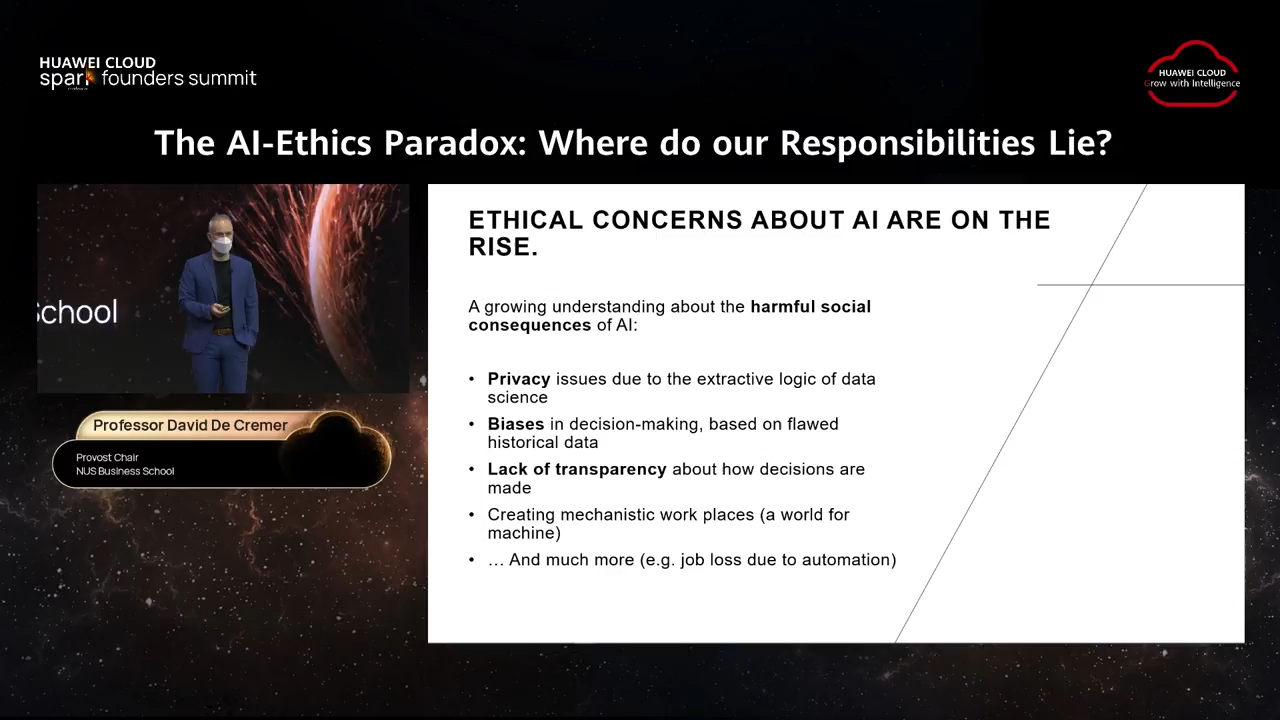 HUAWEI CLOUD
spark founders summit
HUAWEI CLOUD
Grow with Intelligence
The AI-Ethics Paradox: Where do our Responsibilities Lie?
School
Professor David De Cremer
Provost Chair
NUS Business School
ETHICAL CONCERNS ABOUT AI ARE ON THE
RISE.
A growing understanding about the harmful social
consequences of AI:
• Privacy issues due to the extractive logic of data
science
• Biases in decision-making, based on flawed
historical data
• Lack of transparency about how decisions are
made
• Creating mechanistic work places (a world for
machine)
• … And much more (e.g. job loss due to automation)